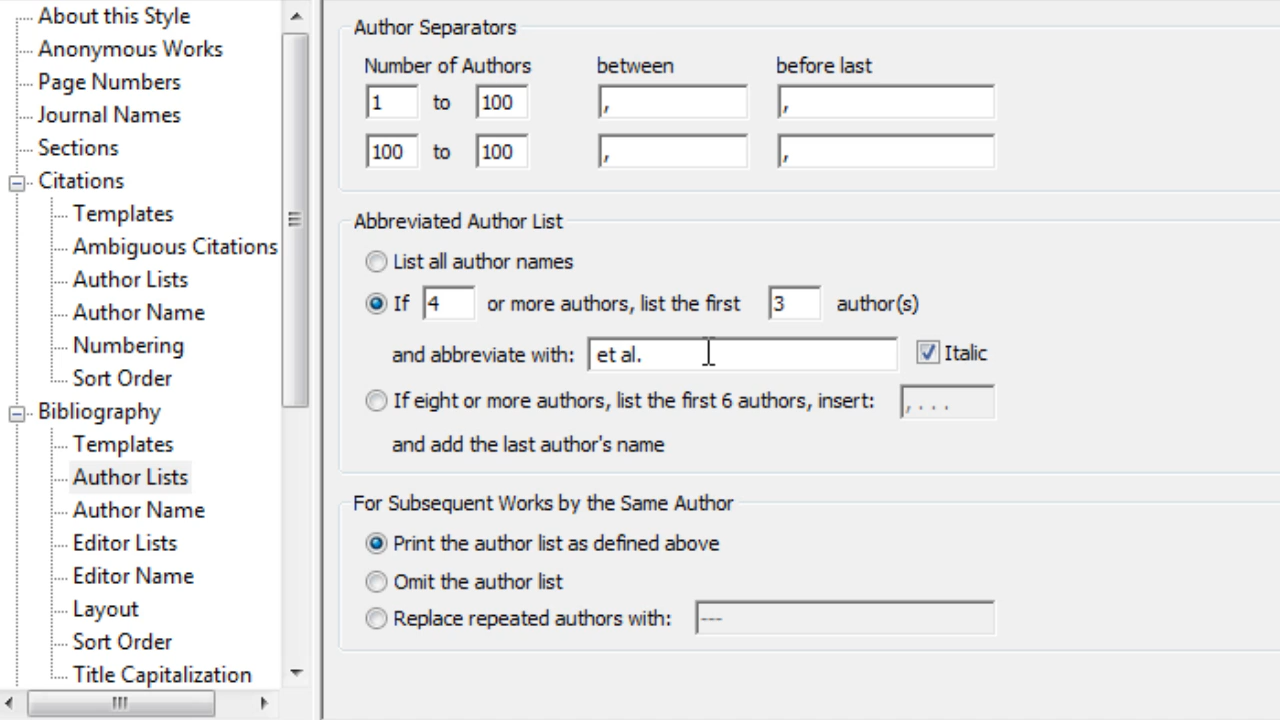 About this Style
Anonymous Works
Page Numbers
Journal Names
Sections
Citations
Templates
Ambiguous Citations
Author Lists
Author Name
Numbering
Sort Order
Bibliography
Templates
Author Lists
Author Name
Editor Lists
Editor Name
Layout
Sort Order
Title Capitalization
Author Separators
Number of Authors between before last
1 to 100 , ,
100 to 100 , ,
Abbreviated Author List
List all author names
If 4 or more authors, list the first 3 author(s)
and abbreviate with: et al. Italic
If eight or more authors, list the first 6 authors, insert: , . . .
and add the last author's name
For Subsequent Works by the Same Author
Print the author list as defined above
Omit the author list
Replace repeated authors with: ---